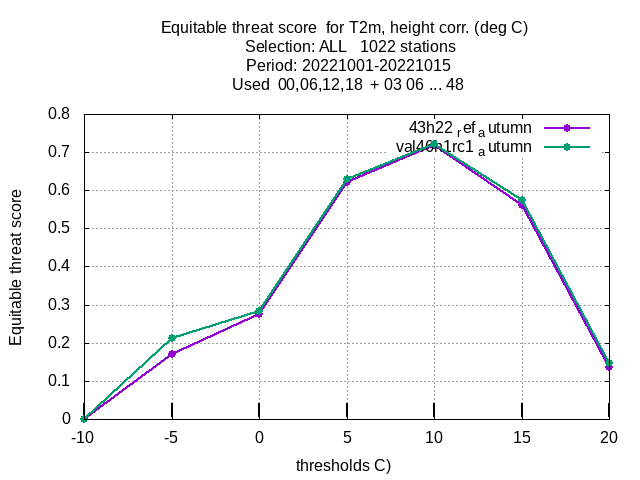 Equitable threat score for T2m, height corr. (deg C)
Selection: ALL 1022 stations
Period: 20221001-20221015
Used 00,06,12,18 + 03 06 ... 48
43h22 ref a utumn
val46h1rc1 a utumn
Equitable threat score
0.8
0.7
0.6
0.5
0.4
0.3
0.2
0.1
0
-10 -5 0 5 10 15 20
thresholds C)